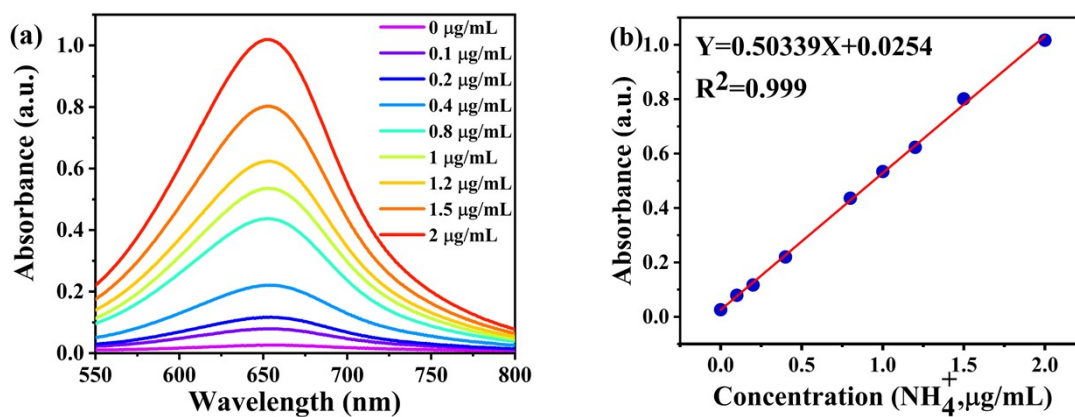 (a)
0 μg/mL
0.1 μg/mL
0.2 μg/mL
0.4 μg/mL
0.8 μg/mL
1 μg/mL
1.2 μg/mL
1.5 μg/mL
2 μg/mL
Absorbance (a.u.)
1.0
0.8
0.6
0.4
0.2
0.0
550 600 650 700 750 800
Wavelength (nm)
(b)
Y=0.50339X+0.0254
R²=0.999
Absorbance (a.u.)
1.0
0.8
0.6
0.4
0.2
0.0
0.0 0.5 1.0 1.5 2.0
Concentration (NH₄⁺,μg/mL)